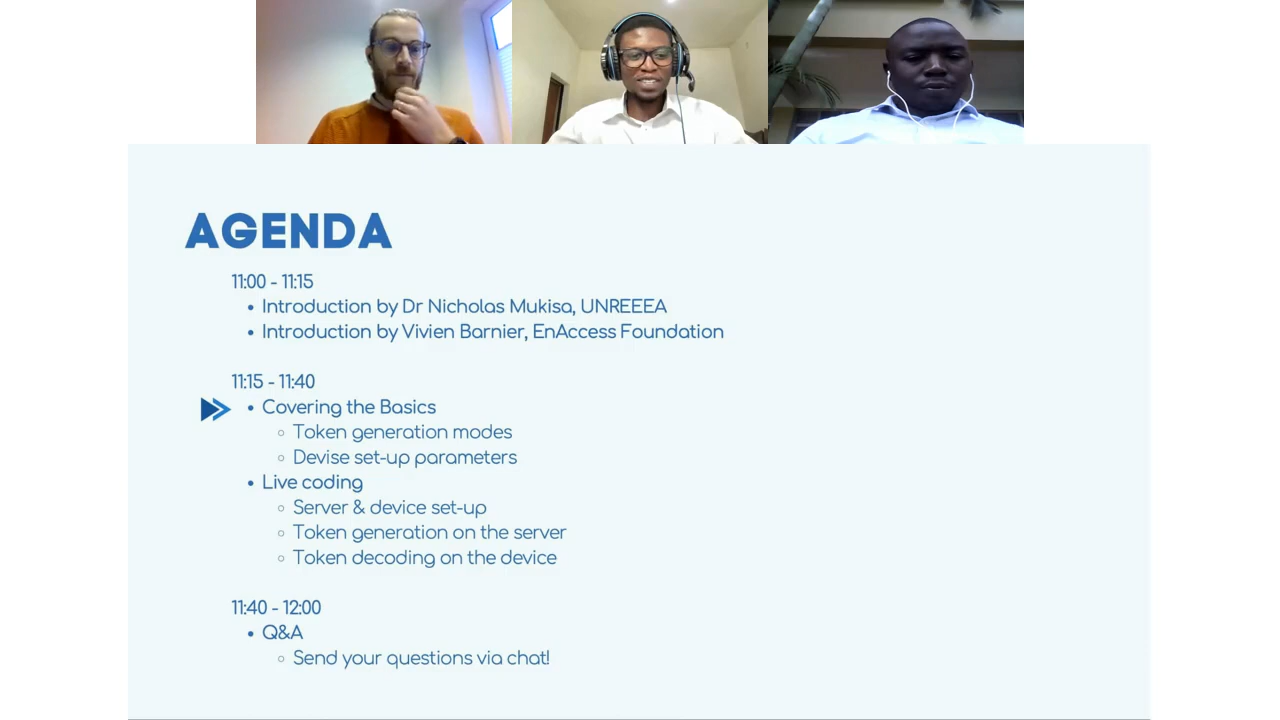 AGENDA
11:00 - 11:15
• Introduction by Dr Nicholas Mukisa, UNREEEA
• Introduction by Vivien Barnier, EnAccess Foundation
11:15 - 11:40
• Covering the Basics
○ Token generation modes
○ Devise set-up parameters
• Live coding
○ Server & device set-up
○ Token generation on the server
○ Token decoding on the device
11:40 - 12:00
• Q&A
○ Send your questions via chat!